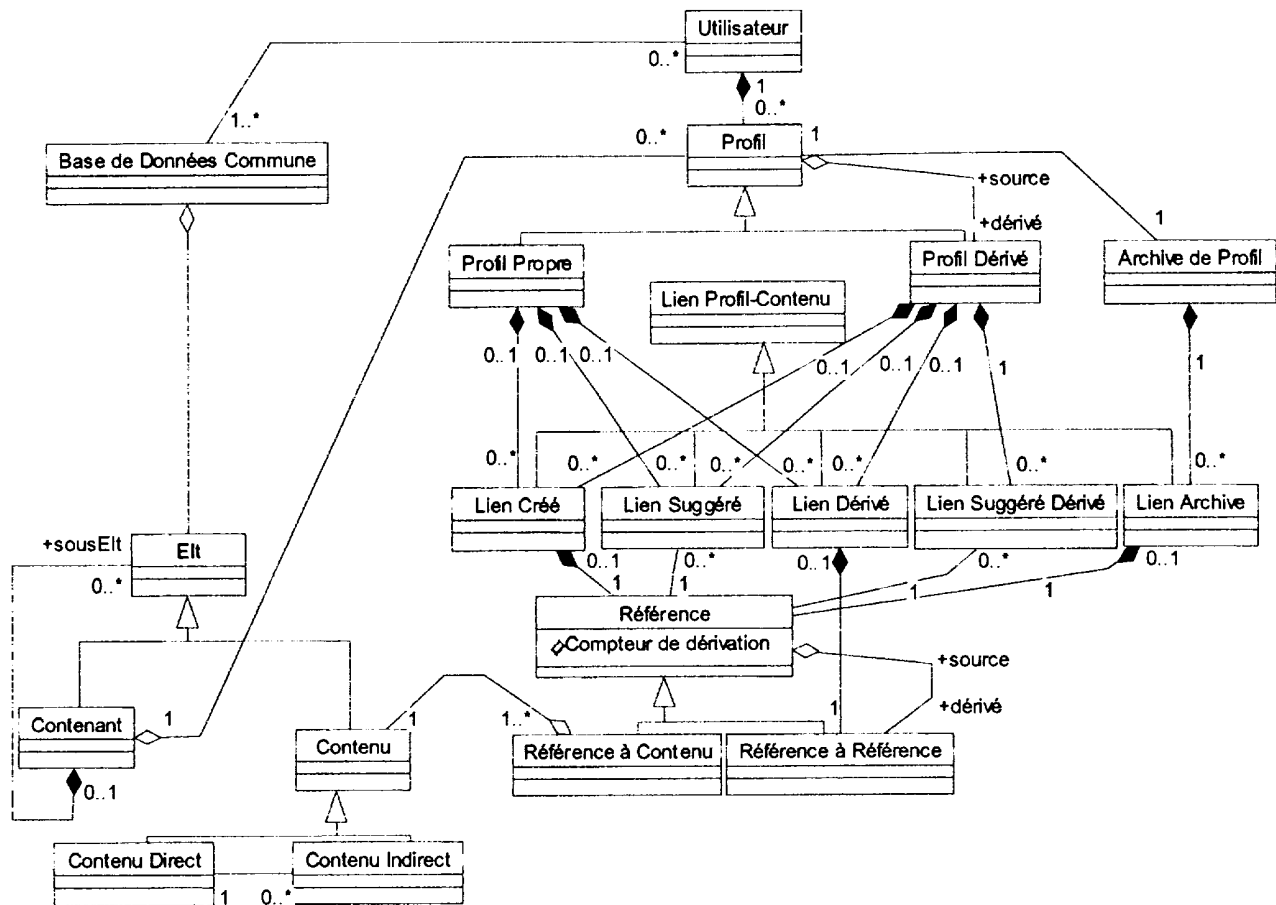 Utilisateur
0..*
1
0..*
1..*
0..*
Profil
1
Base de Données Commune
+source
1
+dérivé
Profil Propre
Profil Dérivé
Archive de Profil
Lien Profil-Contenu
0..1
0..1
0..1
0..1
0..1
0..1
1
1
0..*
0..*
0..*
0..*
0..*
0..*
0..*
0..*
Lien Créé
Lien Suggéré
Lien Dérivé
Lien Suggéré Dérivé
Lien Archive
+sousElt
Elt
0..*
0..1
0..*
0..1
0..*
0..1
1
1
1
1
Référence
Compteur de dérivation
+source
Contenant
1
1
1..*
1
+dérivé
Contenu
Référence à Contenu
Référence à Référence
0..1
Contenu Direct
Contenu Indirect
1
0..*